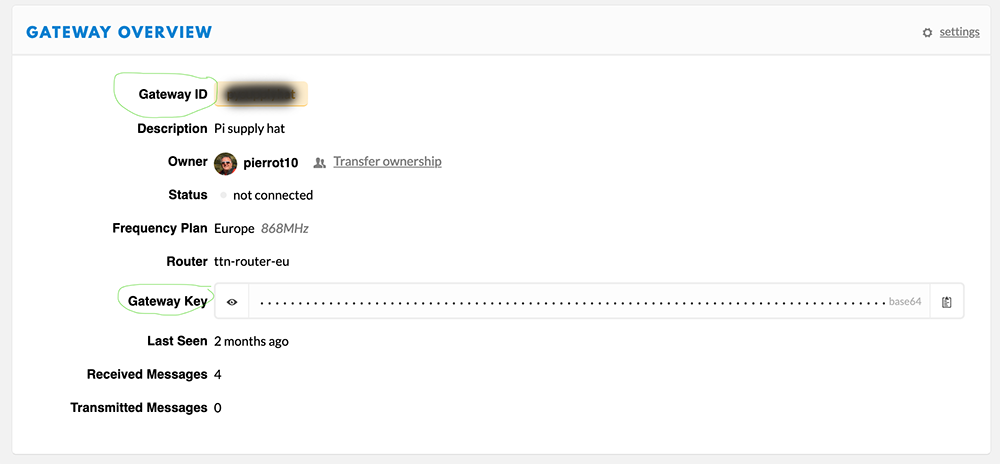 GATEWAY OVERVIEW settings
Gateway ID
Description Pi supply hat
Owner pierrot10 Transfer ownership
Status not connected
Frequency Plan Europe 868MHz
Router ttn-router-eu
Gateway Key base64
Last Seen 2 months ago
Received Messages 4
Transmitted Messages 0